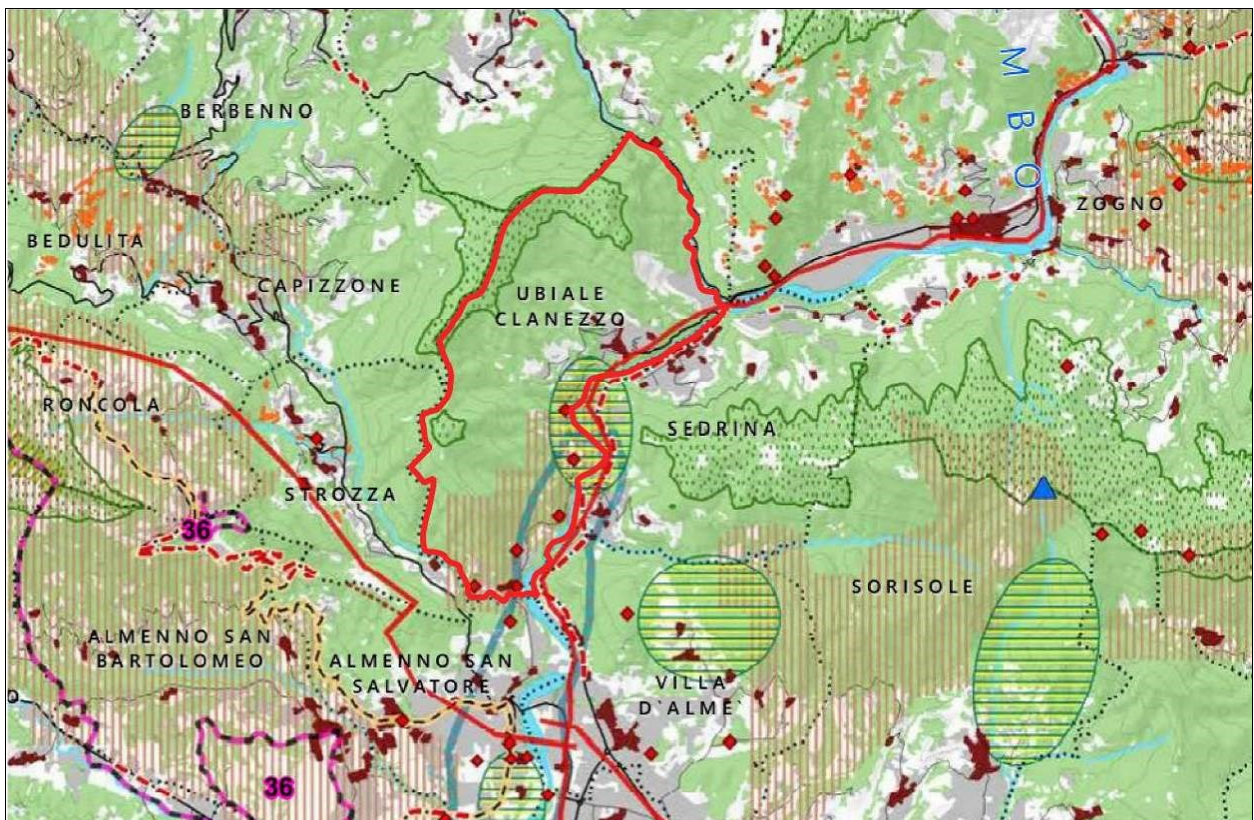 M
BERBENNO
B
O
ZOGNO
BEDULITA
CAPIZZONE
UBIALE
CLANEZZO
RONCOLA
SEDRINA
STROZZA
36
SORISOLE
ALMENNO SAN
BARTOLOMEO
ALMENNO SAN
SALVATORE
VILLA
D'ALMÈ
36